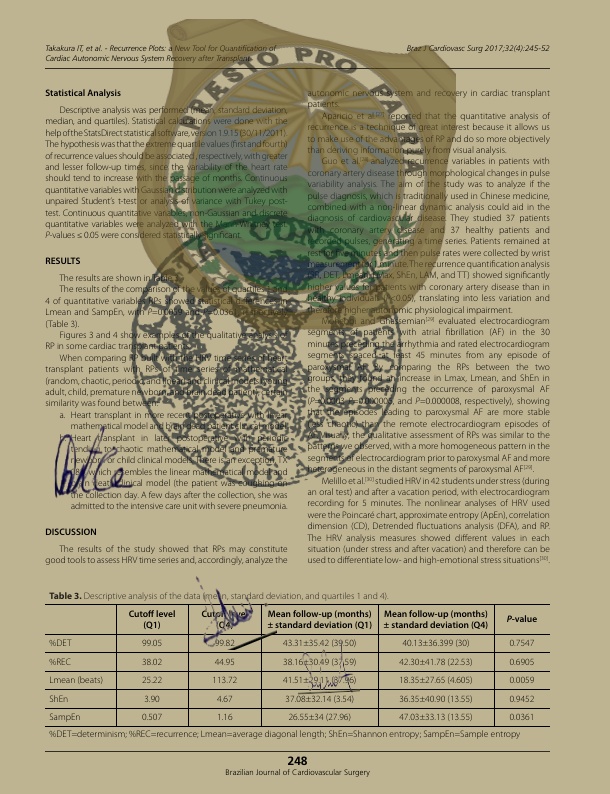 Takakura IT, et al. - Recurrence Plots: a New Tool for Quantification of
Cardiac Autonomic Nervous System Recovery after Transplant
Braz J Cardiovasc Surg 2017;32(4):245-52
Statistical Analysis
Descriptive analysis was performed (mean, standard deviation,
median, and quartiles). Statistical calculations were done with the
help of the StatsDirect statistical software, version 1.9.15 (30/11/2011).
The hypothesis was that the extreme quartile values (first and fourth)
of recurrence values should be associated, respectively, with greater
and lesser follow-up times, since the variability of the heart rate
should tend to increase with the passage of months. Continuous
quantitative variables with Gaussian distribution were analyzed with
unpaired Student's t-test or analysis of variance with Tukey post-
test. Continuous quantitative variables non-Gaussian and discrete
quantitative variables were analyzed with the Mann-Whitney test.
P-values ≤ 0.05 were considered statistically significant.
RESULTS
The results are shown in Table
The results of the comparison of the values of quartiles 1 and
4 of quantitative variables RPs showed statistical difference in
Lmean and SampEn, with P=0.0059 and P=0.0361, respectively
(Table 3).
Figures 3 and 4 show examples of the qualitative analysis of
RP in some cardiac transplant patients.
When comparing RP built with the HRV time series of heart
transplant patients with RPs of time series of mathematical
(random, chaotic, periodic, and linear) and clinical models (young
adult, child, premature newborn and brain dead patient), certain
similarity was found between:
a. Heart transplant in more recent postoperative with linear
mathematical model and brain dead patient clinical model
Heart transplant in later postoperative with periodic
tending to chaotic mathematical model and premature
newborn or child clinical models. There is an exception, TX
which resembles the linear mathematical model and
brain death clinical model (the patient was coughing on
the collection day. A few days after the collection, she was
admitted to the intensive care unit with severe pneumonia.
DISCUSSION
The results of the study showed that RPs may constitute
good tools to assess HRV time series and, accordingly, analyze the
autonomic nervous system and recovery in cardiac transplant
patients.
Aparício et al. reported that the quantitative analysis of
recurrence is a technique of great interest because it allows us
to make use of the advantages of RP and do so more objectively
than deriving information purely from visual analysis.
Guo et al. analyzed recurrence variables in patients with
coronary artery disease through morphological changes in pulse
variability analysis. The aim of the study was to analyze if the
pulse diagnosis, which is traditionally used in Chinese medicine,
combined with a non-linear dynamic analysis could aid in the
diagnosis of cardiovascular disease. They studied 37 patients
with coronary artery disease and 37 healthy patients and
recorded pulses, generating a time series. Patients remained at
rest for five minutes and then pulse rates were collected by wrist
measurement for 1 minute. The recurrence quantification analysis
DET, Lmean, Lmax, ShEn, LAM, and TT) showed significantly
higher values for patients with coronary artery disease than in
healthy individuals (P<0.05), translating into less variation and
therefore higher autonomic physiological impairment.
Mohebbi and Ghassemian[29] evaluated electrocardiogram
segments of patients with atrial fibrillation (AF) in the 30
minutes preceding the arrhythmia and rated electrocardiogram
segments spaced at least 45 minutes from any episode of
paroxysmal AF. By comparing the RPs between the two
groups, they found an increase in Lmax, Lmean, and ShEn in
the segments preceding the occurrence of paroxysmal AF
and P=0.000008, respectively), showing
that the episodes leading to paroxysmal AF are more stable
(less chaotic) than the remote electrocardiogram episodes of
AF. Visually, the qualitative assessment of RPs was similar to the
patterns we observed, with a more homogeneous pattern in the
segments of electrocardiogram prior to paroxysmal AF and more
heterogeneous in the distant segments of paroxysmal AF[29].
Melillo et al.[30] studied HRV in 42 students under stress (during
an oral test) and after a vacation period, with electrocardiogram
recording for 5 minutes. The nonlinear analyses of HRV used
were the Poincaré chart, approximate entropy (ApEn), correlation
dimension (CD), Detrended fluctuations analysis (DFA), and RP.
The HRV analysis measures showed different values in each
situation (under stress and after vacation) and therefore can be
used to differentiate low- and high-emotional stress situations[30].
Table 3. Descriptive analysis of the data (mean, standard deviation, and quartiles 1 and 4).
Cutoff level (Q1) Cutoff level (Q4) Mean follow-up (months) ± standard deviation (Q1) Mean follow-up (months) ± standard deviation (Q4) P-value
%DET 99.05 99.82 43.31±35.42 (39.50) 40.13±36.399 (30) 0.7547
%REC 38.02 44.95 38.16±30.49 (37.59) 42.30±41.78 (22.53) 0.6905
Lmean (beats) 25.22 113.72 41.51±29.11 (37.96) 18.35±27.65 (4.605) 0.0059
ShEn 3.90 4.67 37.08±32.14 (3.54) 36.35±40.90 (13.55) 0.9452
SampEn 0.507 1.16 26.55±34 (27.96) 47.03±33.13 (13.55) 0.0361
%DET=determinism; %REC=recurrence; Lmean=average diagonal length; ShEn=Shannon entropy; SampEn=Sample entropy
248
Brazilian Journal of Cardiovascular Surgery